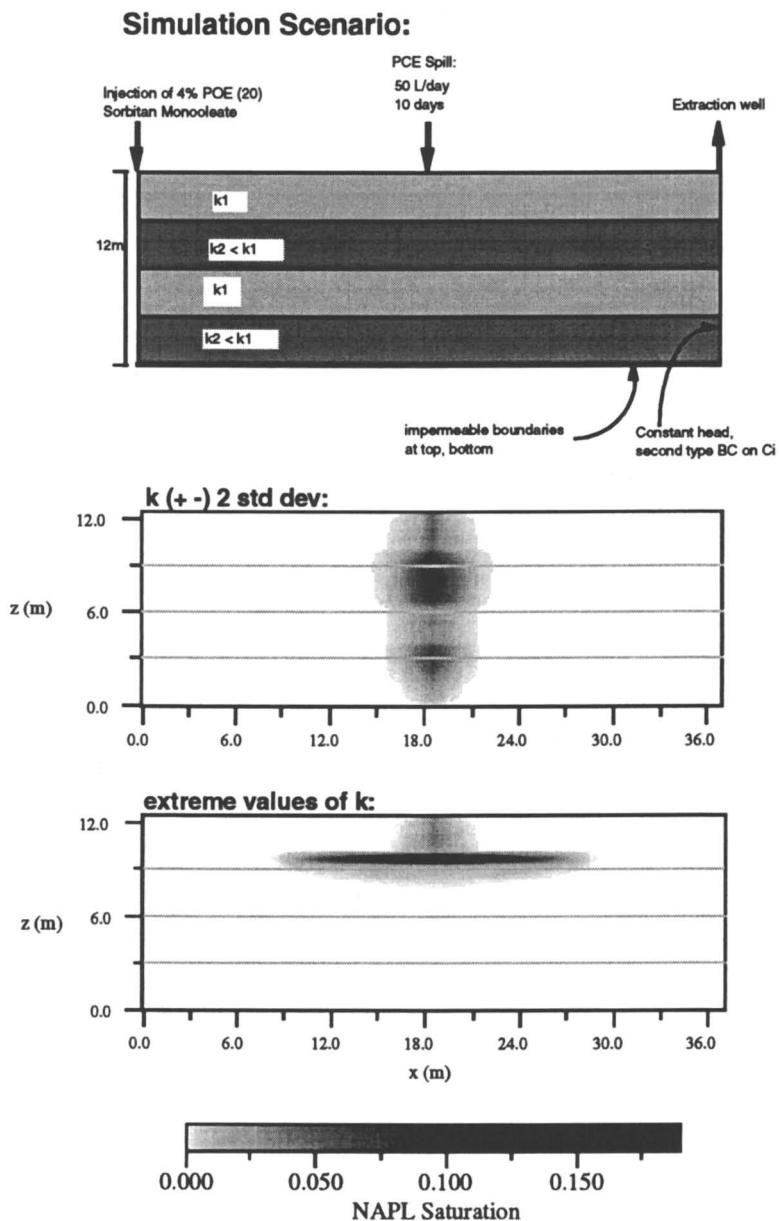 Simulation Scenario:
PCE Spill:
50 L/day
10 days
Injection of 4% POE (20)
Sorbitan Monooleate
Extraction well
k1
12m
k2 < k1
k1
k2 < k1
impermeable boundaries
at top, bottom
Constant head,
second type BC on Ci
k (+ -) 2 std dev:
12.0
z (m)
6.0
0.0
0.0 6.0 12.0 18.0 24.0 30.0 36.0
extreme values of k:
12.0
z (m)
6.0
0.0
0.0 6.0 12.0 18.0 24.0 30.0 36.0
x (m)
0.000 0.050 0.100 0.150
NAPL Saturation